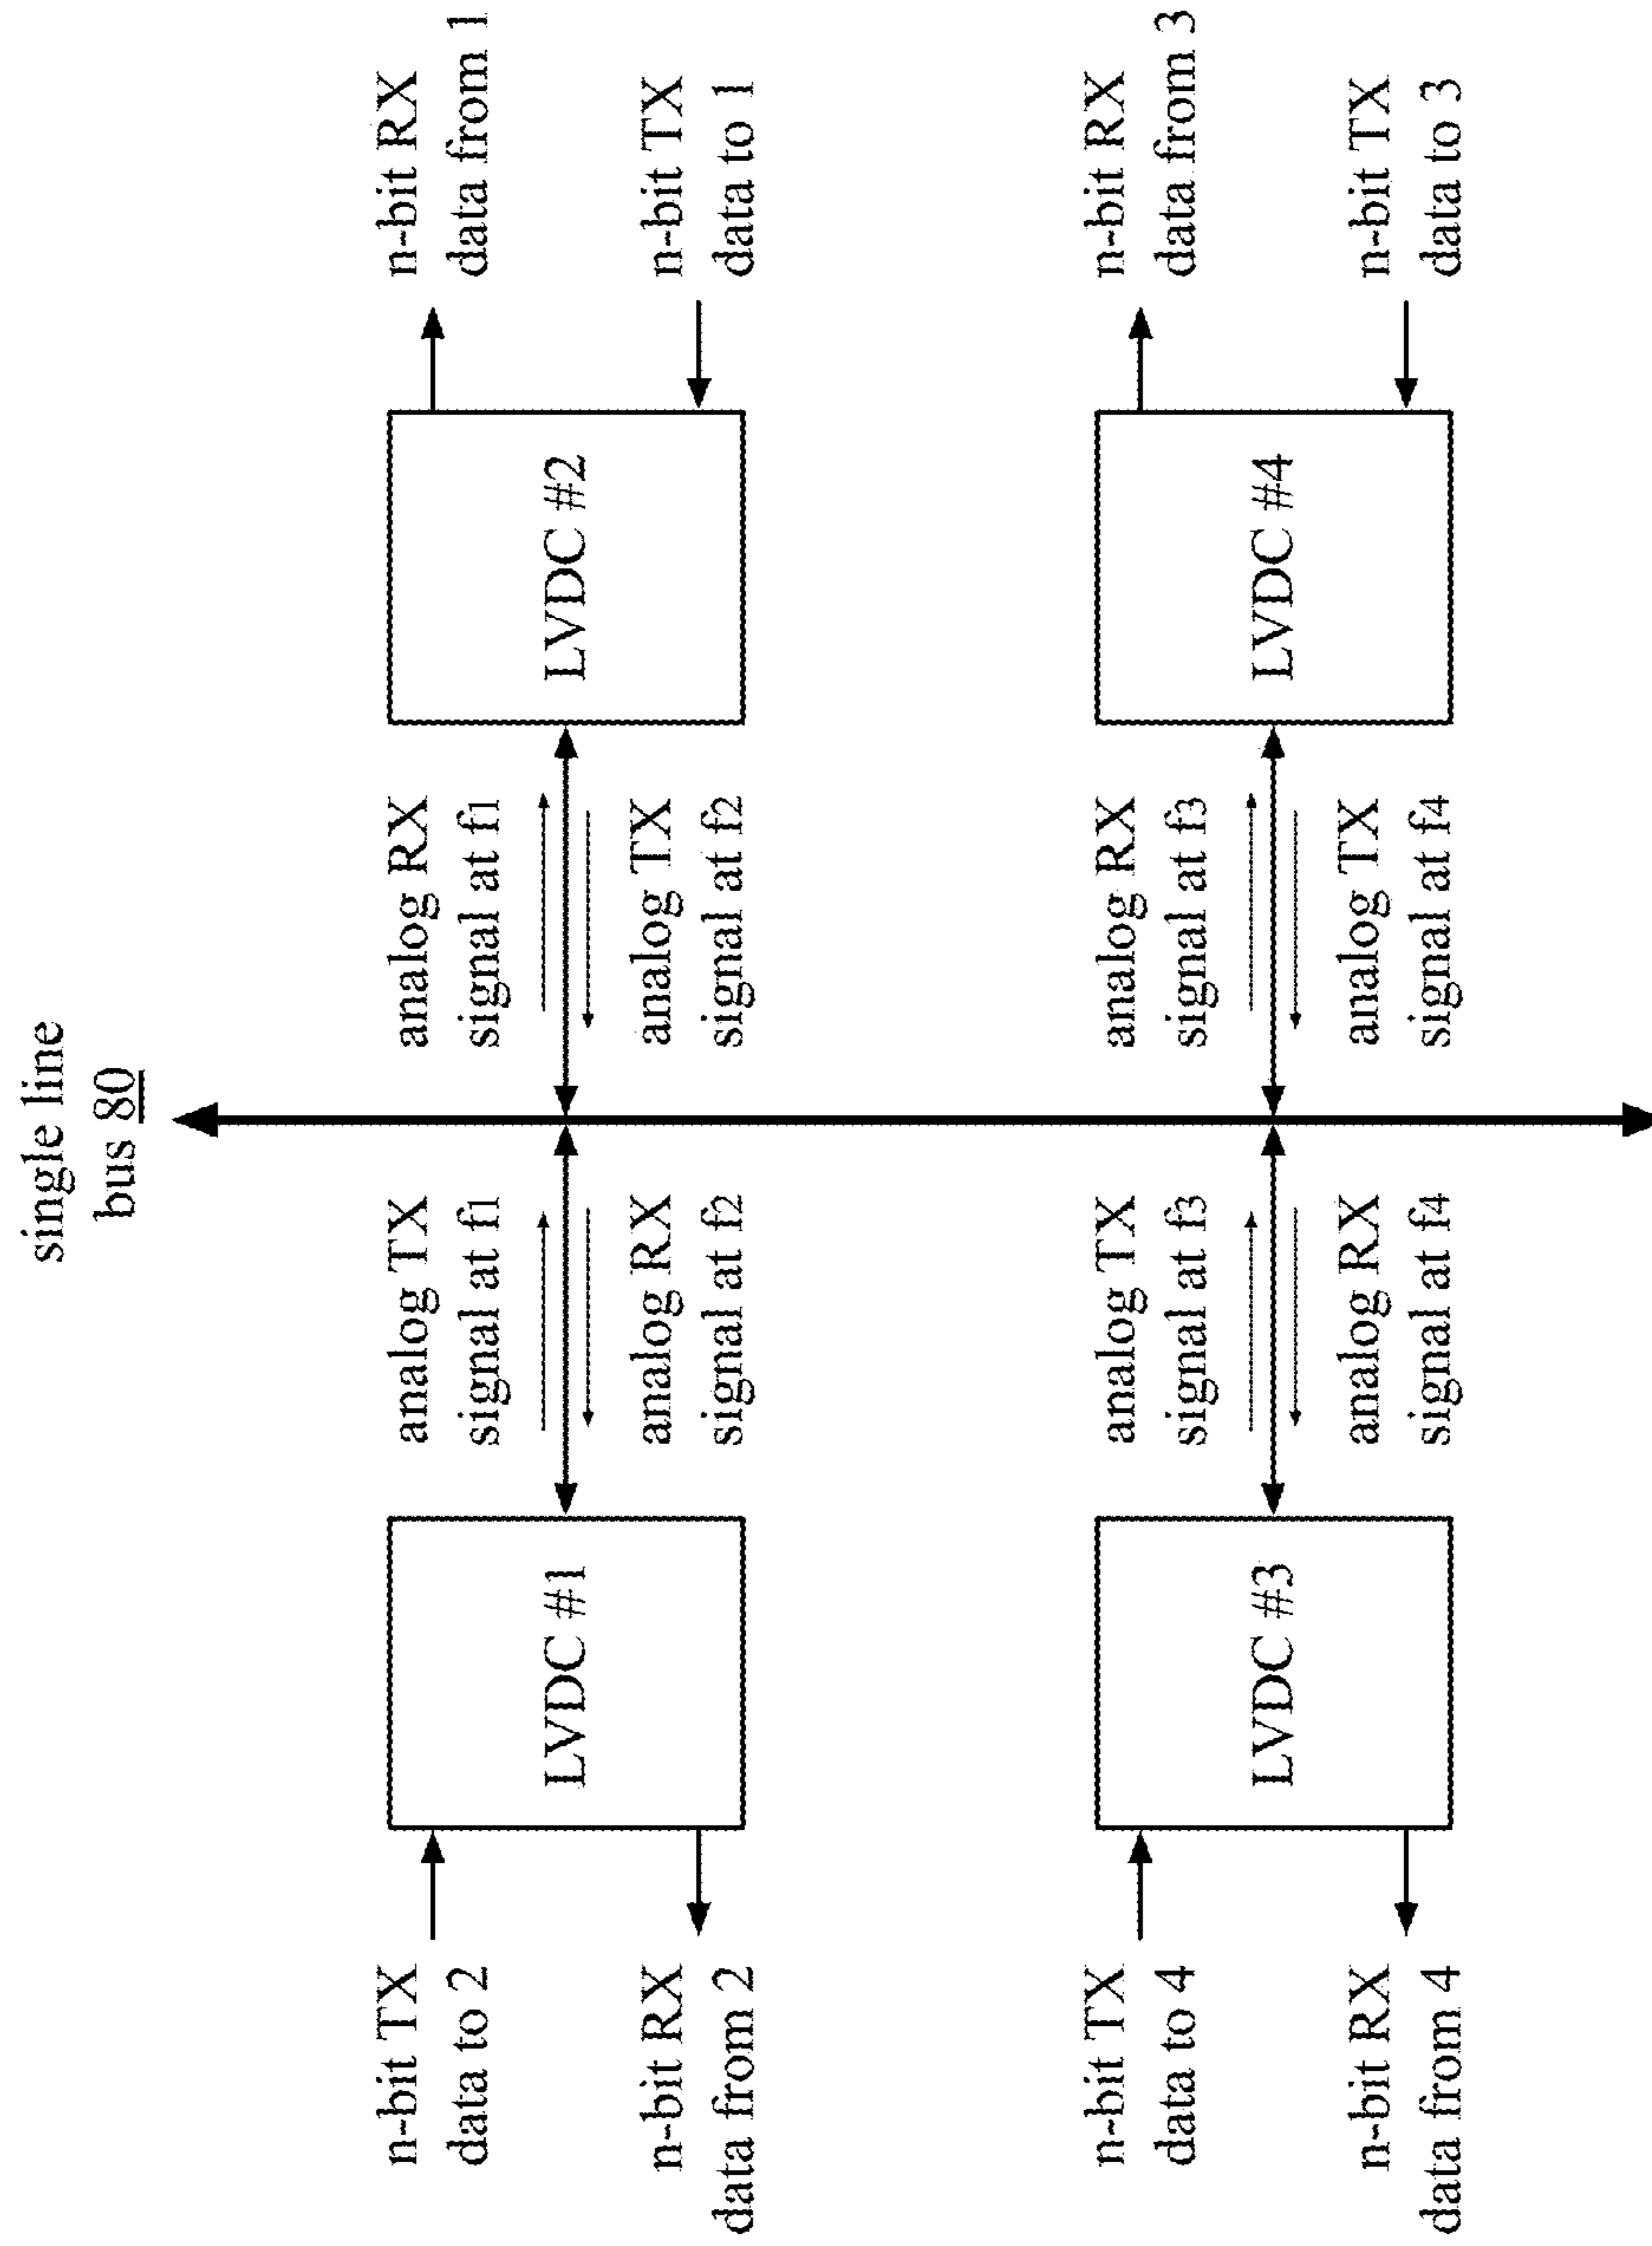 single line
bus 80
n-bit TX
data to 2
n-bit RX
data from 2
LVDC #1
analog TX
signal at f1
analog RX
signal at f2
analog RX
signal at f1
analog TX
signal at f2
LVDC #2
n-bit RX
data from 1
n-bit TX
data to 1
n-bit TX
data to 4
n-bit RX
data from 4
LVDC #3
analog TX
signal at f3
analog RX
signal at f4
analog RX
signal at f3
analog TX
signal at f4
LVDC #4
n-bit RX
data from 3
n-bit TX
data to 3